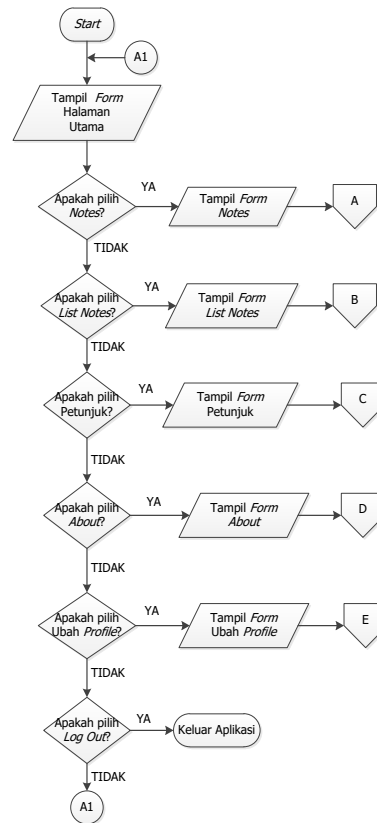 Start
A1
Tampil Form
Halaman
Utama
Apakah pilih
Notes?
YA
Tampil Form
Notes
A
TIDAK
Apakah pilih
List Notes?
YA
Tampil Form
List Notes
B
TIDAK
Apakah pilih
Petunjuk?
YA
Tampil Form
Petunjuk
C
TIDAK
Apakah pilih
About?
YA
Tampil Form
About
D
TIDAK
Apakah pilih
Ubah Profile?
YA
Tampil Form
Ubah Profile
E
TIDAK
Apakah pilih
Log Out?
YA
Keluar Aplikasi
TIDAK
A1